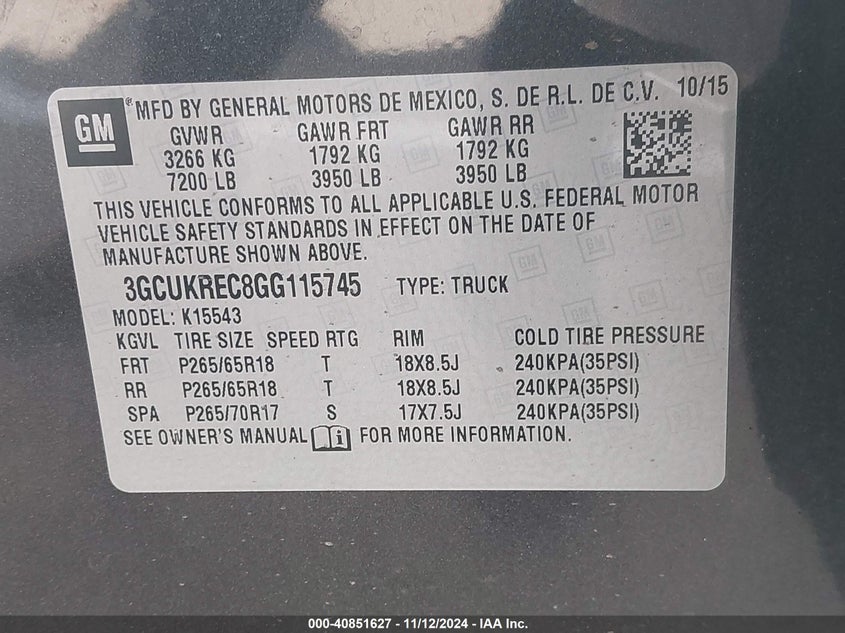 GM ® MFD BY GENERAL MOTORS DE MEXICO, S. DE R.L. DE C.V. 10/15
GVWR GAWR FRT GAWR RR
3266 KG 1792 KG 1792 KG
7200 LB 3950 LB 3950 LB
THIS VEHICLE CONFORMS TO ALL APPLICABLE U.S. FEDERAL MOTOR
VEHICLE SAFETY STANDARDS IN EFFECT ON THE DATE OF
MANUFACTURE SHOWN ABOVE.
3GCUKREC8GG115745 TYPE: TRUCK
MODEL: K15543
KGVL TIRE SIZE SPEED RTG RIM COLD TIRE PRESSURE
FRT P265/65R18 T 18X8.5J 240KPA(35PSI)
RR P265/65R18 T 18X8.5J 240KPA(35PSI)
SPA P265/70R17 S 17X7.5J 240KPA(35PSI)
SEE OWNER'S MANUAL i FOR MORE INFORMATION.
000-40851627 - 11/12/2024 - IAA Inc.